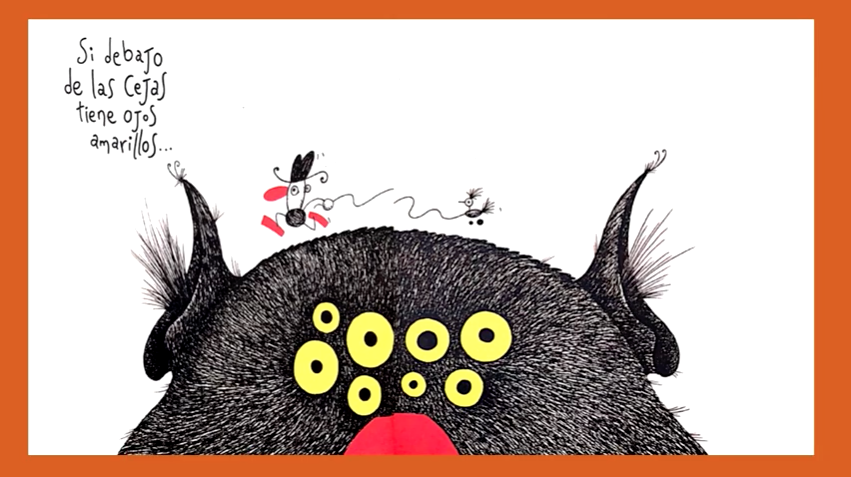 Si debajo
de las cejas
tiene ojos
amarillos...